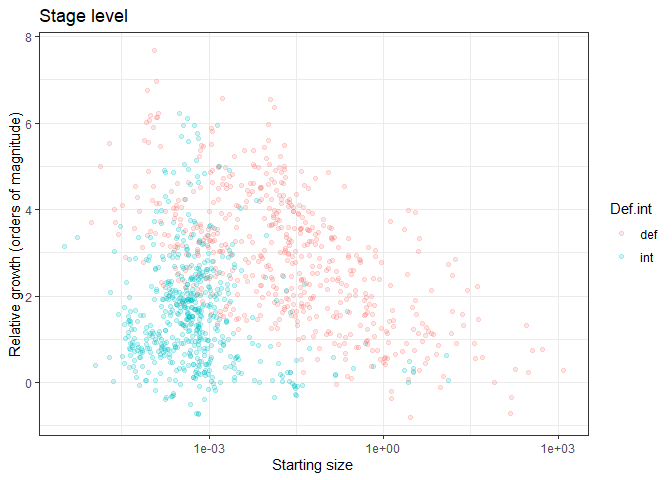 Stage level
Relative growth (orders of magnitude)
8
6
4
2
0
1e-03
1e+00
1e+03
Starting size
Def.int
def
int